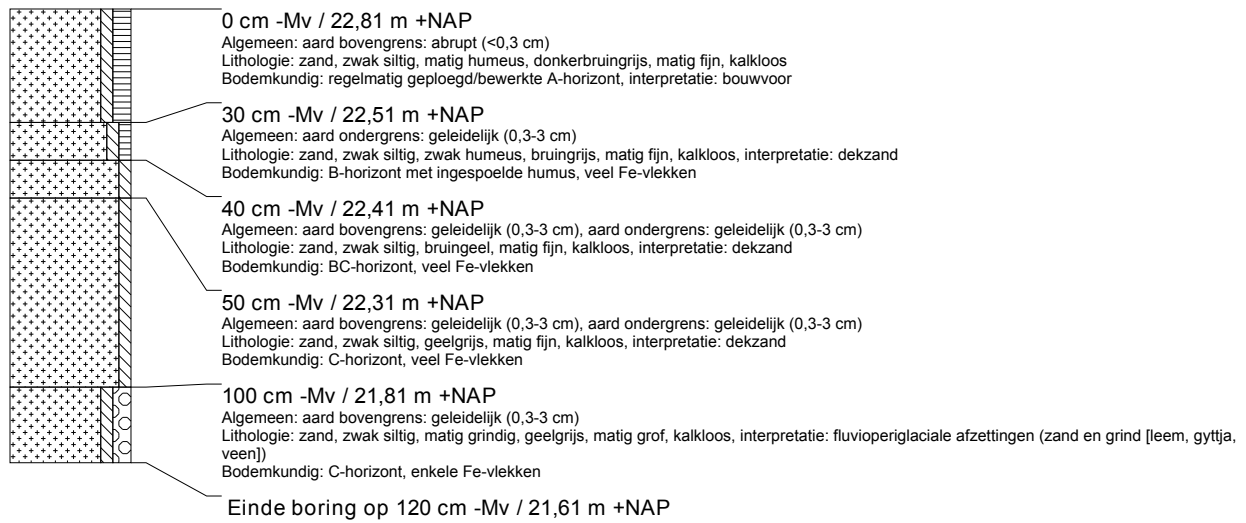 0 cm -Mv / 22,81 m +NAP
Algemeen: aard bovengrens: abrupt (<0,3 cm)
Lithologie: zand, zwak siltig, matig humeus, donkerbruingrijs, matig fijn, kalkloos
Bodemkundig: regelmatig geploegd/bewerkte A-horizont, interpretatie: bouwvoor
30 cm -Mv / 22,51 m +NAP
Algemeen: aard ondergrens: geleidelijk (0,3-3 cm)
Lithologie: zand, zwak siltig, zwak humeus, bruingrijs, matig fijn, kalkloos, interpretatie: dekzand
Bodemkundig: B-horizont met ingespoelde humus, veel Fe-vlekken
40 cm -Mv / 22,41 m +NAP
Algemeen: aard bovengrens: geleidelijk (0,3-3 cm), aard ondergrens: geleidelijk (0,3-3 cm)
Lithologie: zand, zwak siltig, bruingeel, matig fijn, kalkloos, interpretatie: dekzand
Bodemkundig: BC-horizont, veel Fe-vlekken
50 cm -Mv / 22,31 m +NAP
Algemeen: aard bovengrens: geleidelijk (0,3-3 cm), aard ondergrens: geleidelijk (0,3-3 cm)
Lithologie: zand, zwak siltig, geelgrijs, matig fijn, kalkloos, interpretatie: dekzand
Bodemkundig: C-horizont, veel Fe-vlekken
100 cm -Mv / 21,81 m +NAP
Algemeen: aard bovengrens: geleidelijk (0,3-3 cm)
Lithologie: zand, zwak siltig, matig grindig, geelgrijs, matig grof, kalkloos, interpretatie: fluvioperiglaciale afzettingen (zand en grind [leem, gyttja,
veen])
Bodemkundig: C-horizont, enkele Fe-vlekken
Einde boring op 120 cm -Mv / 21,61 m +NAP